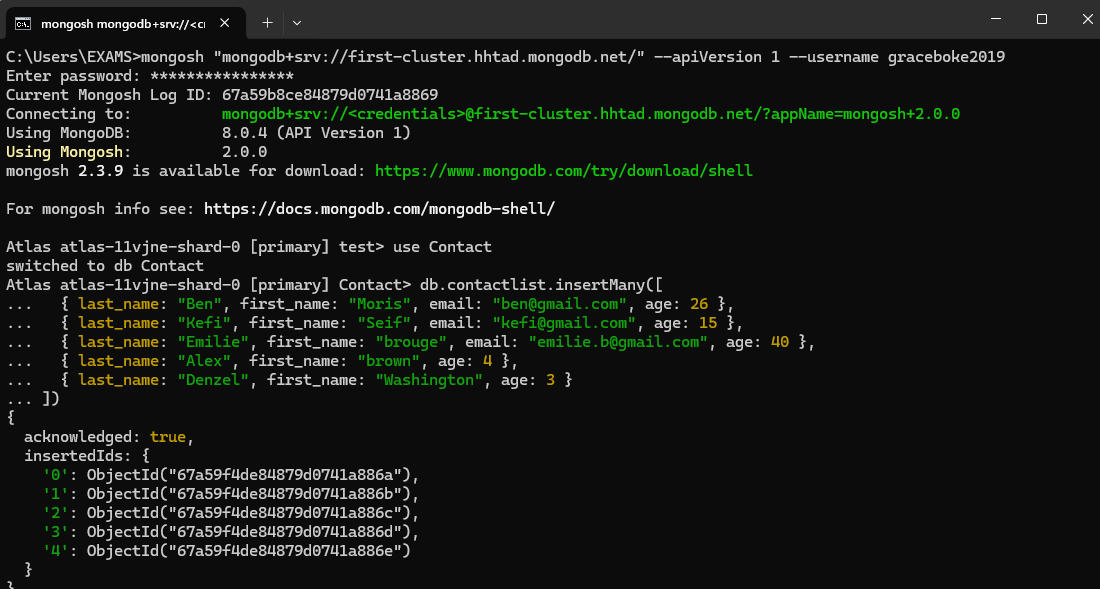 mongosh mongodb+srv://<cr
C:\Users\EXAMS>mongosh "mongodb+srv://first-cluster.hhtad.mongodb.net/" --apiVersion 1 --username graceboke2019
Enter password: ****************
Current Mongosh Log ID: 67a59b8ce84879d0741a8869
Connecting to: mongodb+srv://<credentials>@first-cluster.hhtad.mongodb.net/?appName=mongosh+2.0.0
Using MongoDB: 8.0.4 (API Version 1)
Using Mongosh: 2.0.0
mongosh 2.3.9 is available for download: https://www.mongodb.com/try/download/shell
For mongosh info see: https://docs.mongodb.com/mongodb-shell/
Atlas atlas-11vjne-shard-0 [primary] test> use Contact
switched to db Contact
Atlas atlas-11vjne-shard-0 [primary] Contact> db.contactlist.insertMany([
... { last_name: "Ben", first_name: "Moris", email: "ben@gmail.com", age: 26 },
... { last_name: "Kefi", first_name: "Seif", email: "kefi@gmail.com", age: 15 },
... { last_name: "Emilie", first_name: "brouge", email: "emilie.b@gmail.com", age: 40 },
... { last_name: "Alex", first_name: "brown", age: 4 },
... { last_name: "Denzel", first_name: "Washington", age: 3 }
... ])
{
acknowledged: true,
insertedIds: {
'0': ObjectId("67a59f4de84879d0741a886a"),
'1': ObjectId("67a59f4de84879d0741a886b"),
'2': ObjectId("67a59f4de84879d0741a886c"),
'3': ObjectId("67a59f4de84879d0741a886d"),
'4': ObjectId("67a59f4de84879d0741a886e")
}
}